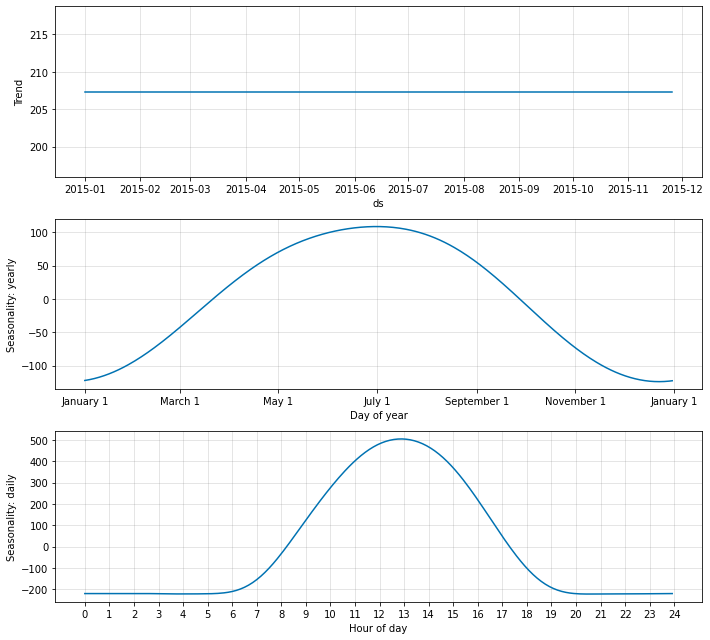 215
210
205
200
Trend
2015-01 2015-02 2015-03 2015-04 2015-05 2015-06 2015-07 2015-08 2015-09 2015-10 2015-11 2015-12
ds
100
50
0
−50
−100
Seasonality: yearly
January 1 March 1 May 1 July 1 September 1 November 1 January 1
Day of year
500
400
300
200
100
0
−100
−200
Seasonality: daily
0 1 2 3 4 5 6 7 8 9 10 11 12 13 14 15 16 17 18 19 20 21 22 23 24
Hour of day